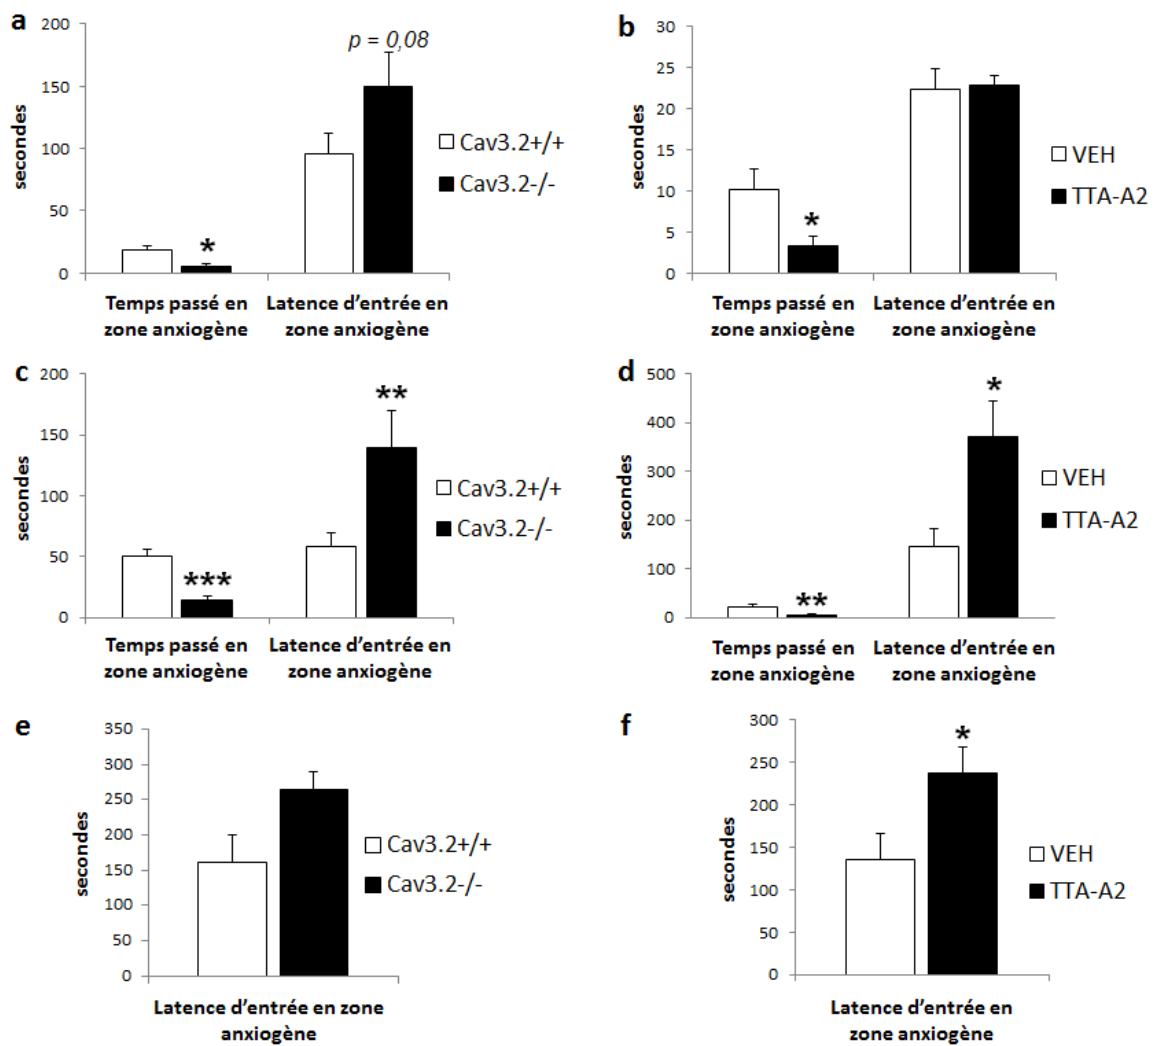 a
200
150
100
50
0
secondes
p = 0,08
*
Cav3.2+/+
Cav3.2-/-
Temps passé en
zone anxiogène
Latence d'entrée en
zone anxiogène
b
30
25
20
15
10
5
0
secondes
*
VEH
TTA-A2
Temps passé en
zone anxiogène
Latence d'entrée en
zone anxiogène
c
200
150
100
50
0
secondes
***
**
Cav3.2+/+
Cav3.2-/-
Temps passé en
zone anxiogène
Latence d'entrée en
zone anxiogène
d
500
400
300
200
100
0
secondes
**
*
VEH
TTA-A2
Temps passé en
zone anxiogène
Latence d'entrée en
zone anxiogène
e
350
300
250
200
150
100
50
0
secondes
Cav3.2+/+
Cav3.2-/-
Latence d'entrée en zone
anxiogène
f
300
250
200
150
100
50
0
secondes
*
VEH
TTA-A2
Latence d'entrée en
zone anxiogène